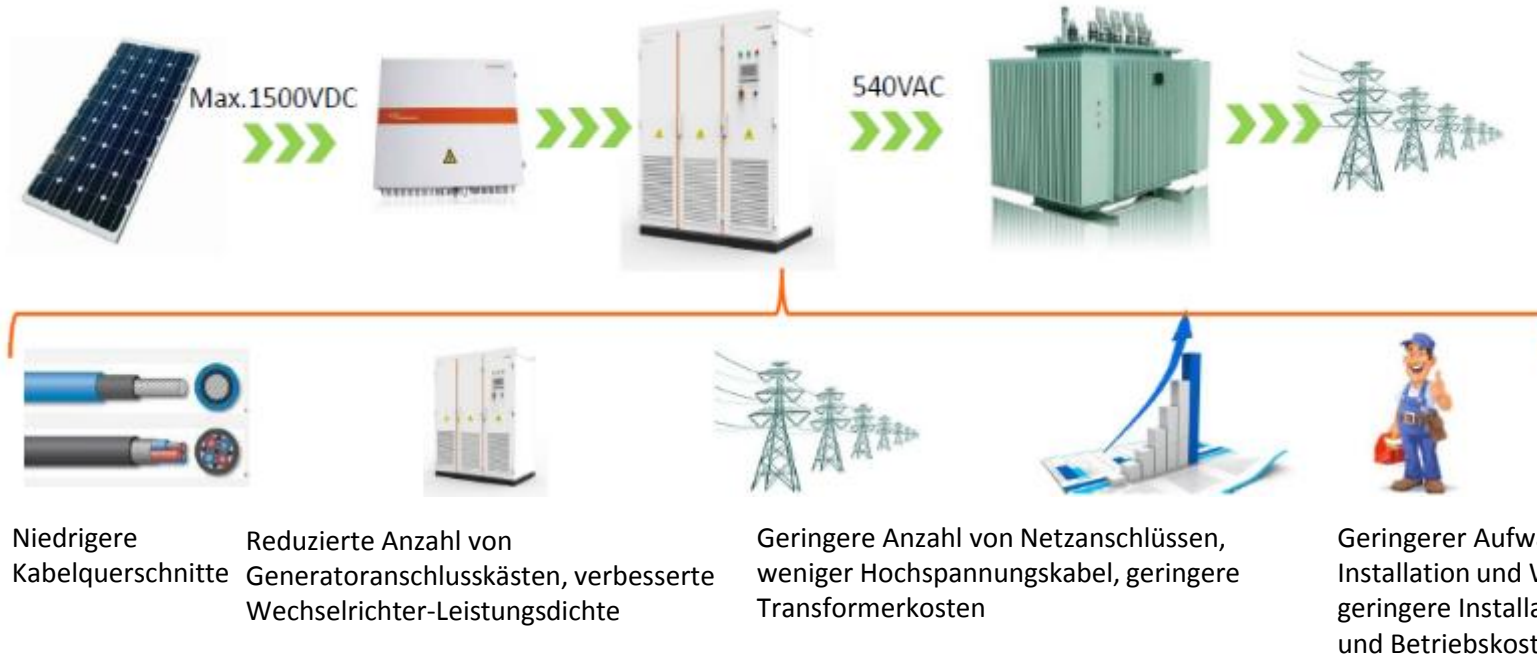 Max.1500VDC
540VAC
Niedrigere
Kabelquerschnitte
Reduzierte Anzahl von
Generatoranschlusskästen, verbesserte
Wechselrichter-Leistungsdichte
Geringere Anzahl von Netzanschlüssen,
weniger Hochspannungskabel, geringere
Transformerkosten
Geringerer
Installation und
geringere
und